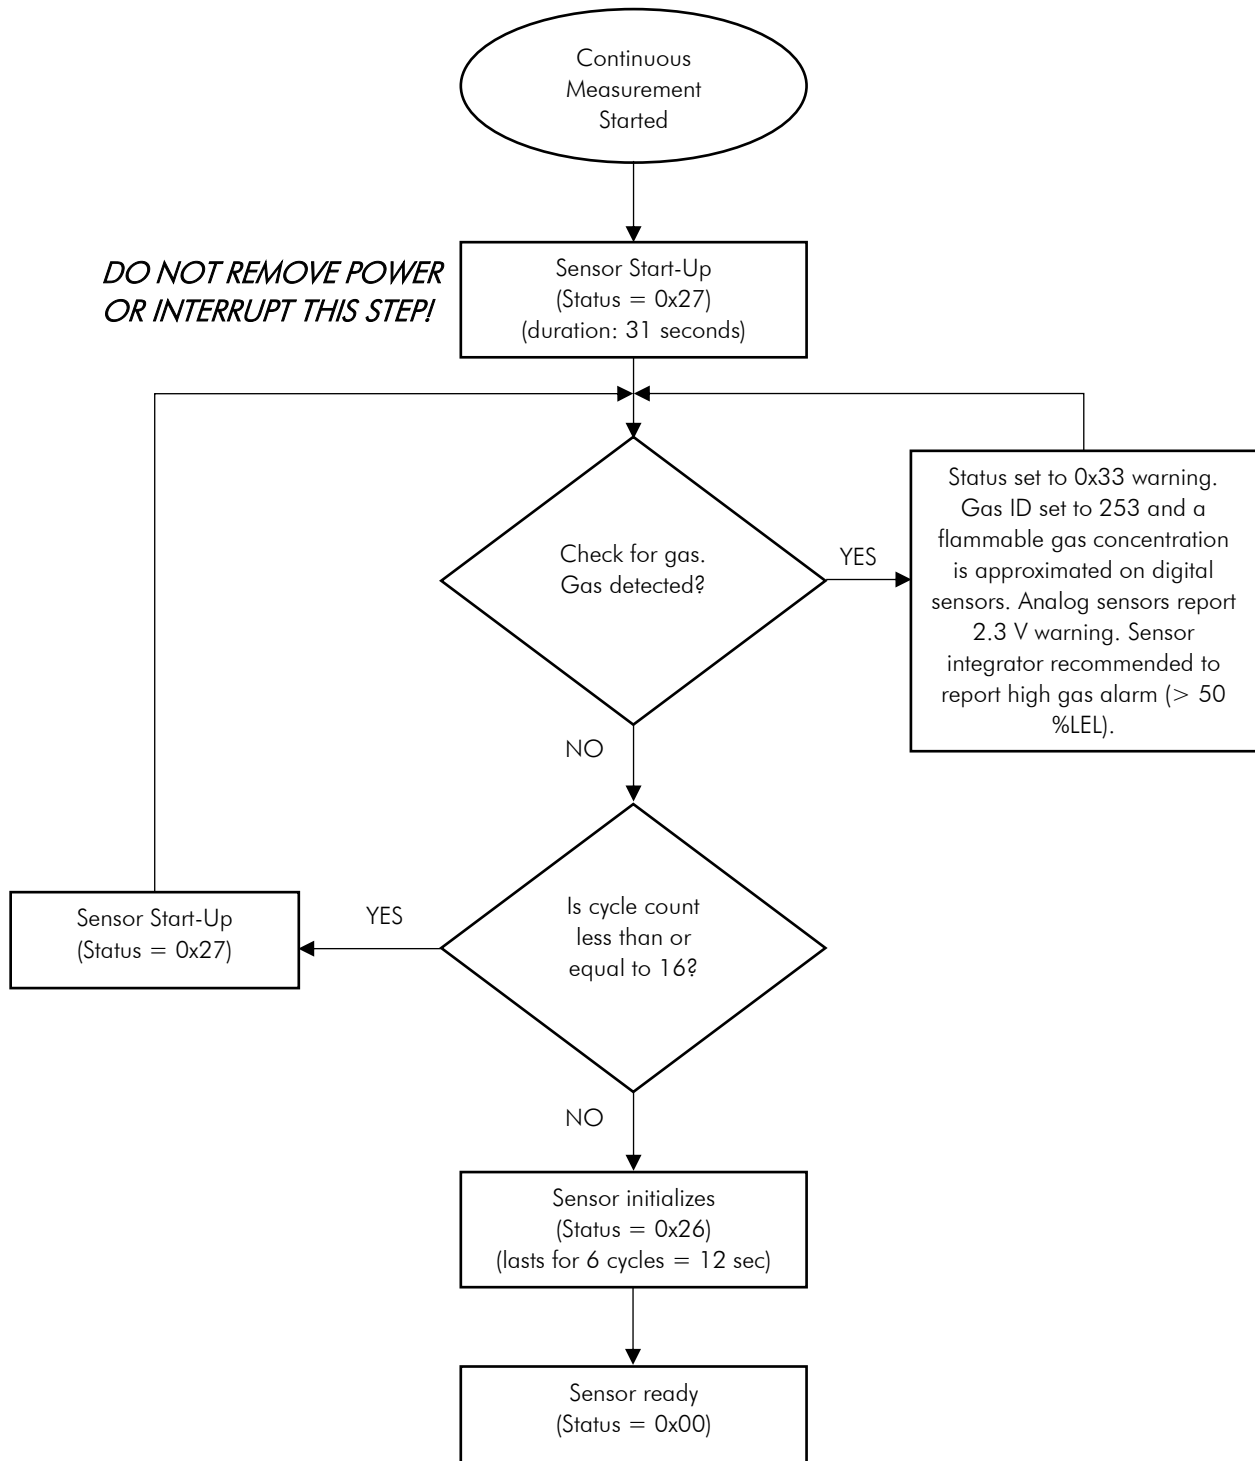 Continuous
Measurement
Started
DO NOT REMOVE POWER
OR INTERRUPT THIS STEP!
Sensor Start-Up
(Status = 0x27)
(duration: 31 seconds)
Check for gas.
Gas detected?
YES
Status set to 0x33 warning.
Gas ID set to 253 and a
flammable gas concentration
is approximated on digital
sensors. Analog sensors report
2.3 V warning. Sensor
integrator recommended to
report high gas alarm (> 50
%LEL).
NO
Is cycle count
less than or
equal to 16?
YES
Sensor Start-Up
(Status = 0x27)
NO
Sensor initializes
(Status = 0x26)
(lasts for 6 cycles = 12 sec)
Sensor ready
(Status = 0x00)